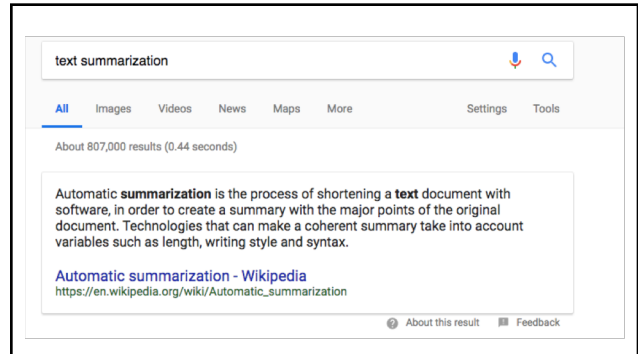 text summarization
All Images Videos News Maps More Settings Tools
About 807,000 results (0.44 seconds)
Automatic summarization is the process of shortening a text document with
software, in order to create a summary with the major points of the original
document. Technologies that can make a coherent summary take into account
variables such as length, writing style and syntax.
Automatic summarization - Wikipedia
https://en.wikipedia.org/wiki/Automatic_summarization
About this result Feedback